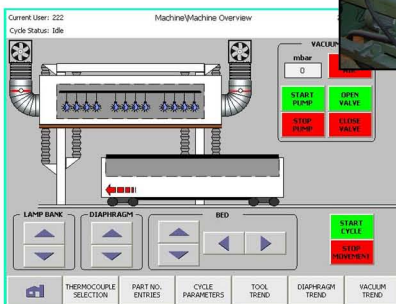 Current User: 222
Machine\Machine Overview
Cycle Status: Idle
mbar
0
START PUMP
OPEN VALVE
STOP PUMP
CLOSE VALVE
LAMP BANK
DIAPHRAGM
BED
START CYCLE
STOP MOVEMENT
THERMOCOUPLE SELECTION
PART NO. ENTRIES
CYCLE PARAMETERS
TOOL TREND
DIAPHRAGM TREND
VACUUM TREND